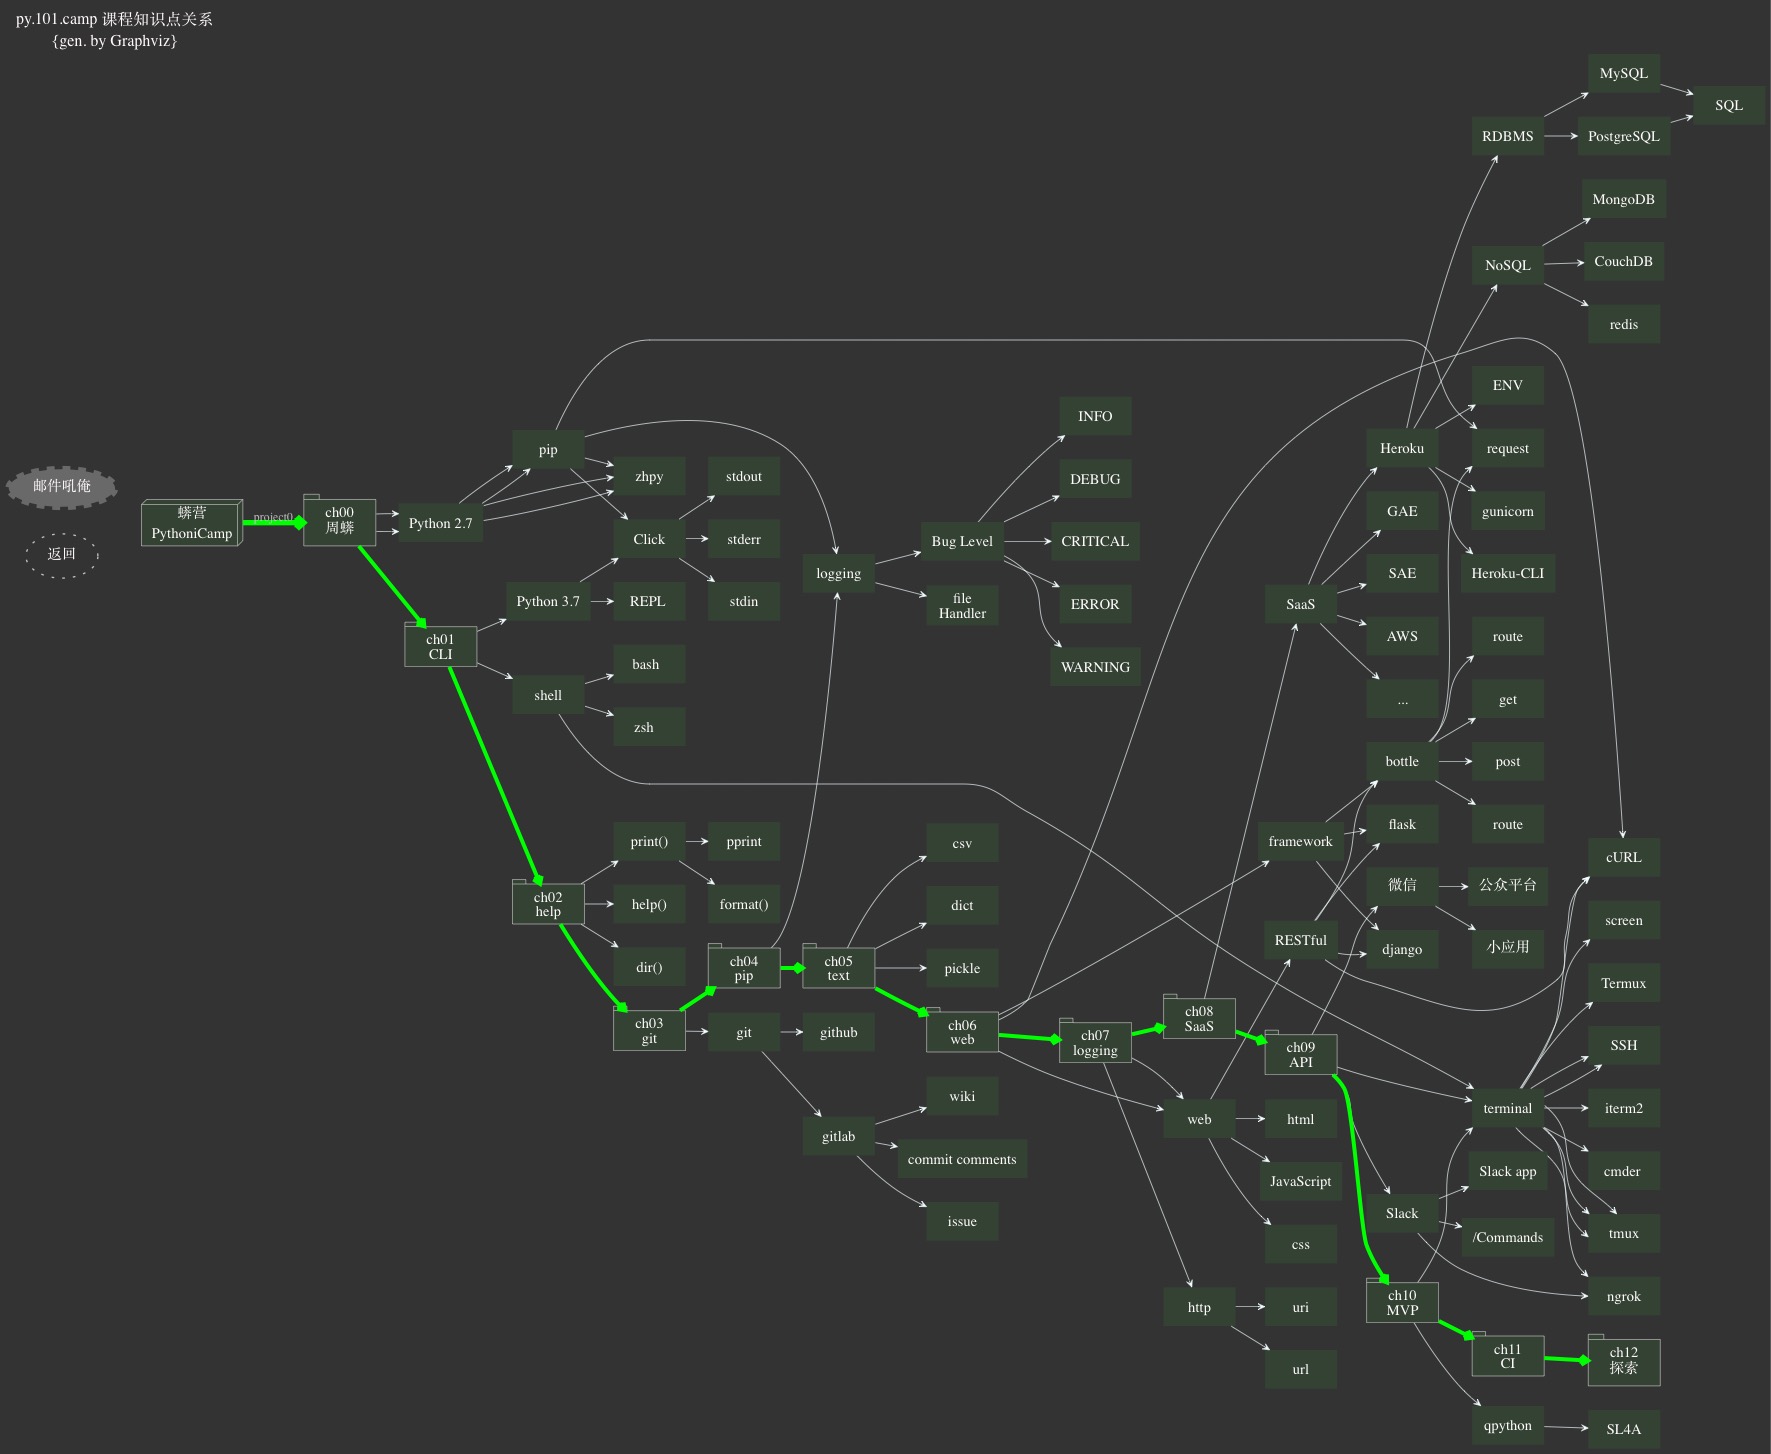 py.101.camp 课程知识点关系
{gen. by Graphviz}
邮件吼俺
返回
蟒营
PythoniCamp
project0
ch00
周蟒
Python 2.7
ch01
CLI
pip
Python 3.7
shell
zhpy
Click
REPL
bash
zsh
stdout
stderr
stdin
logging
Bug Level
file
Handler
INFO
DEBUG
CRITICAL
ERROR
WARNING
ch02
help
print()
help()
dir()
pprint
format()
ch03
git
ch04
pip
ch05
text
csv
dict
pickle
git
github
gitlab
wiki
commit comments
issue
ch06
web
ch07
logging
ch08
SaaS
ch09
API
web
html
JavaScript
css
http
uri
url
SaaS
framework
RESTful
Heroku
GAE
SAE
AWS
...
bottle
flask
微信
django
Slack
ch10
MVP
ch11
CI
ch12
探索
RDBMS
MySQL
PostgreSQL
SQL
NoSQL
MongoDB
CouchDB
redis
ENV
request
gunicorn
Heroku-CLI
route
get
post
route
公众平台
小应用
terminal
Slack app
/Commands
qpython
cURL
screen
Termux
SSH
iterm2
cmder
tmux
ngrok
SL4A